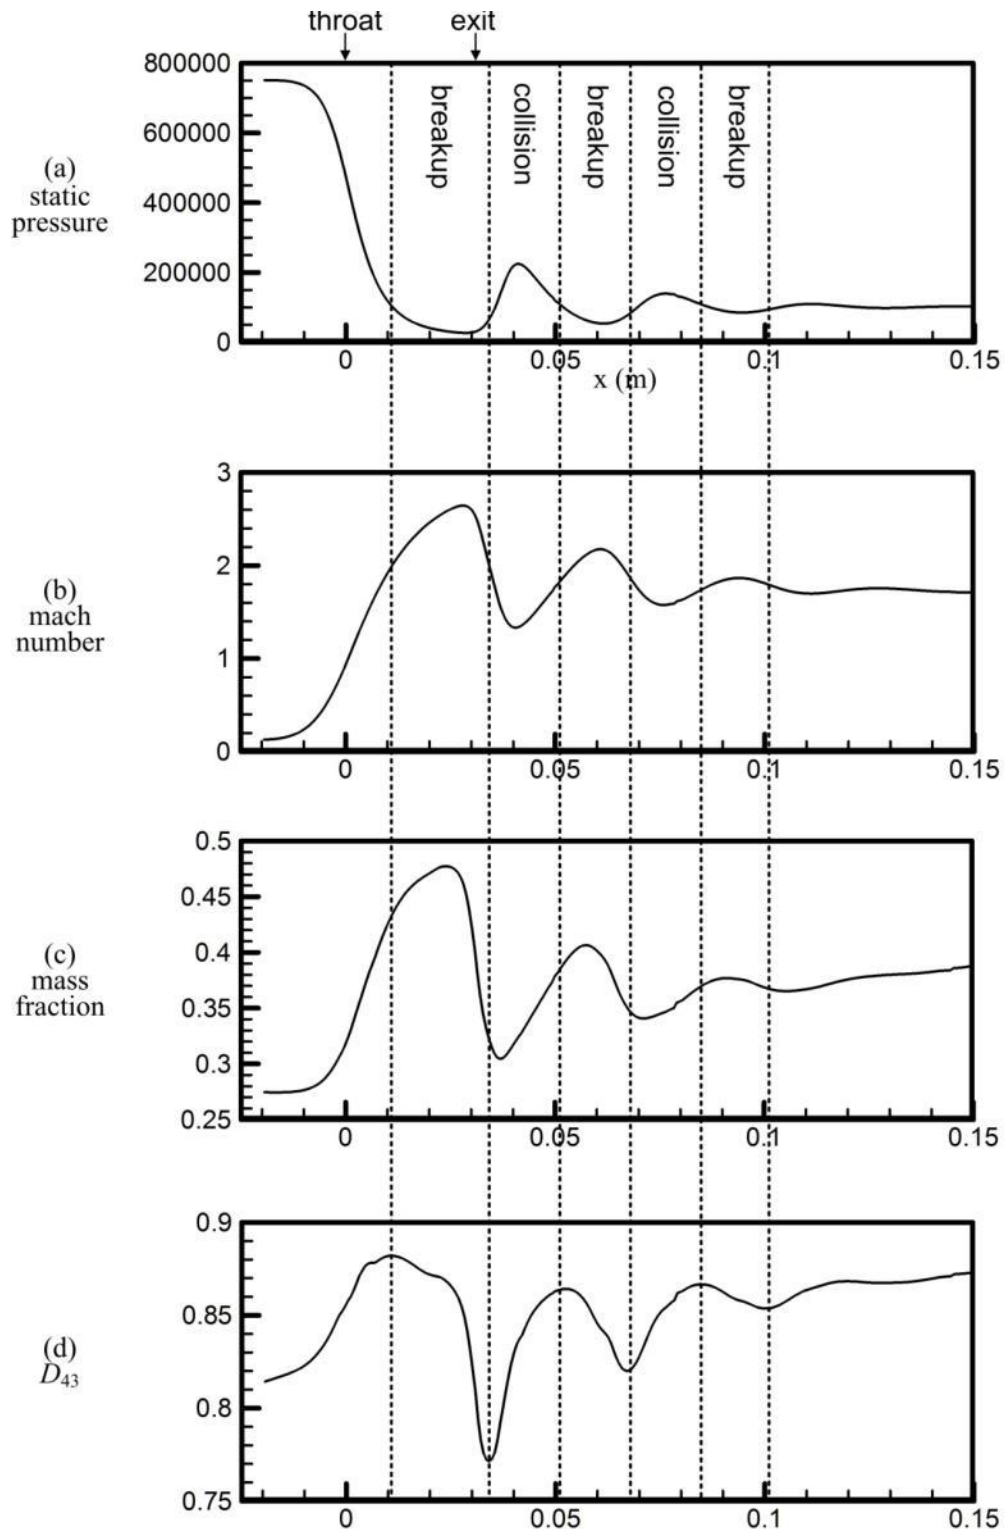 throat exit
800000
600000
400000
200000
0
(a)
static
pressure
breakup
collision
breakup
collision
breakup
0 0.05 0.1 0.15
x (m)
3
2
1
0
(b)
mach
number
0 0.05 0.1 0.15
0.5
0.45
0.4
0.35
0.3
0.25
(c)
mass
fraction
0 0.05 0.1 0.15
0.9
0.85
0.8
0.75
(d)
D₄₃
0 0.05 0.1 0.15